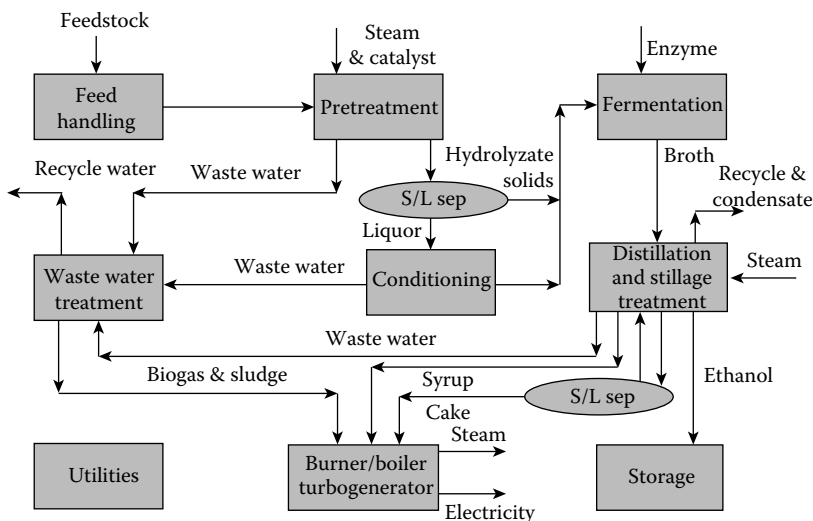 Feedstock
Steam
& catalyst
Enzyme
Feed
handling
Pretreatment
Fermentation
Recycle water
Waste water
Hydrolyzate
solids
Broth
Recycle &
condensate
S/L sep
Liquor
Waste water
treatment
Waste water
Conditioning
Distillation
and stillage
treatment
Steam
Waste water
Biogas & sludge
Syrup
S/L sep
Ethanol
Cake
Steam
Utilities
Burner/boiler
turbogenerator
Storage
Electricity